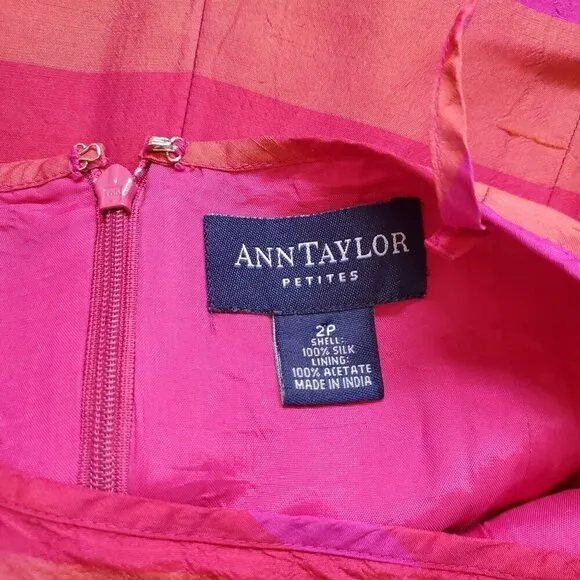 ANNTAYLOR
PETITES
2P
SHELL:
100% SILK
LINING:
100% ACETATE
MADE IN INDIA